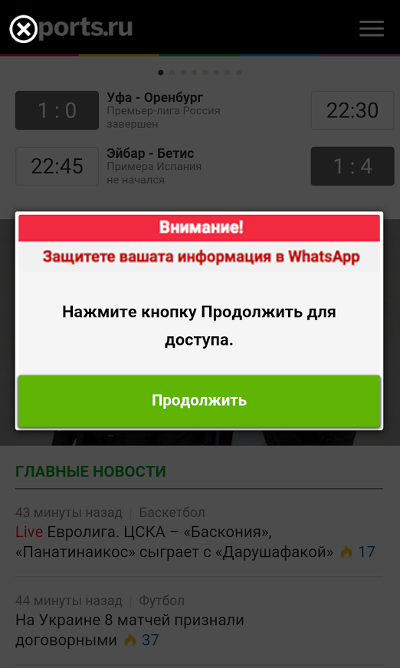 sports.ru
1 : 0
Уфа - Оренбург
Премьер-лига Россия
завершен
22:30
22:45
Эйбар - Бетис
Примера Испания
не начался
1 : 4
Внимание!
Защитете вашата информация в WhatsApp
Нажмите кнопку Продолжить для
доступа.
Продолжить
ГЛАВНЫЕ НОВОСТИ
43 минуты назад | Баскетбол
Live Евролига. ЦСКА – «Баскония»,
«Панатинаикос» сыграет с «Дарушафакой» 17
44 минуты назад | Футбол
На Украине 8 матчей признали
договорными 37